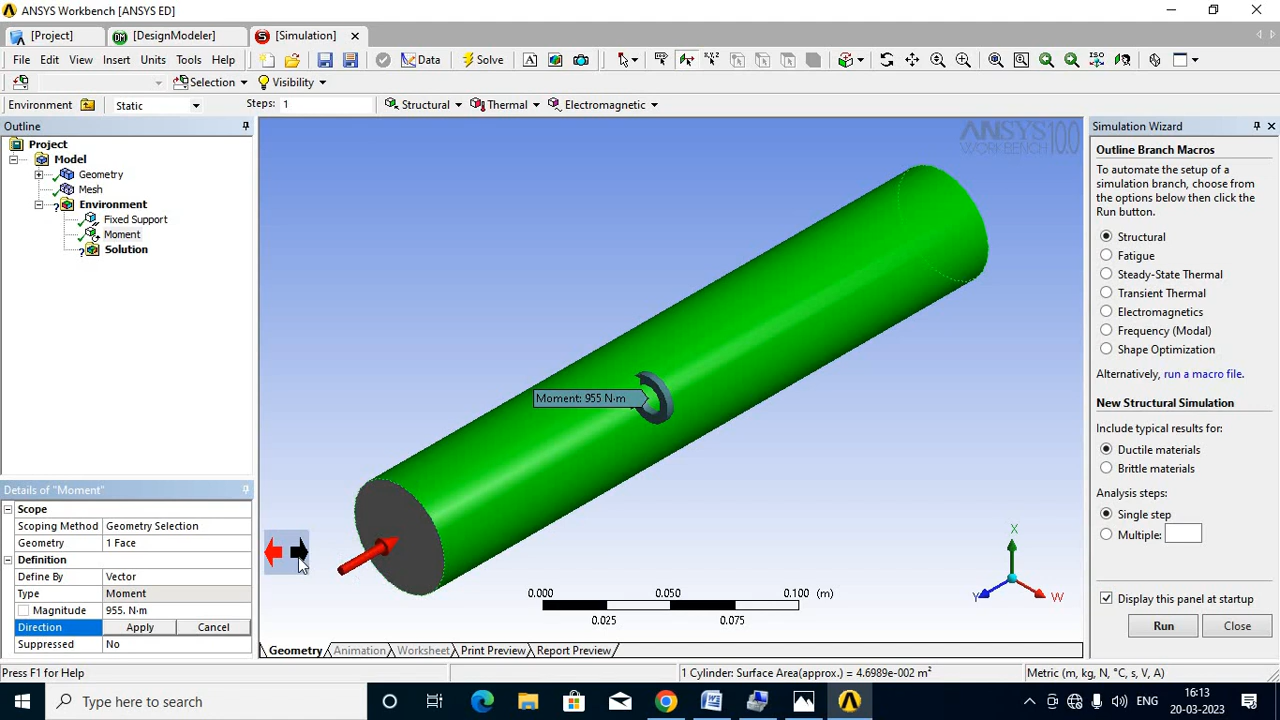 ANSYS Workbench [ANSYS ED]
[Project]
[DesignModeler]
[Simulation]
File Edit View Insert Units Tools Help
Data
Solve
ISO
Selection
Visibility
Environment
Static
Steps: 1
Structural
Thermal
Electromagnetic
Outline
Project
Model
Geometry
Mesh
Environment
Fixed Support
Moment
Solution
Details of "Moment"
Scope
Scoping Method Geometry Selection
Geometry 1 Face
Definition
Define By Vector
Type Moment
Magnitude 955. N·m
Direction Apply Cancel
Suppressed No
ANSYS
WORKBENCH 10.0
Moment: 955 N·m
0.000 0.050 0.100 (m)
0.025 0.075
X
Y
W
Geometry Animation Worksheet Print Preview Report Preview
Simulation Wizard
Outline Branch Macros
To automate the setup of a
simulation branch, choose from
the options below then click the
Run button.
Structural
Fatigue
Steady-State Thermal
Transient Thermal
Electromagnetics
Frequency (Modal)
Shape Optimization
Alternatively, run a macro file.
New Structural Simulation
Include typical results for:
Ductile materials
Brittle materials
Analysis steps:
Single step
Multiple:
Display this panel at startup
Run Close
Press F1 for Help
1 Cylinder: Surface Area(approx.) = 4.6989e-002 m²
Metric (m, kg, N, °C, s, V, A)
Type here to search
ENG
16:13
20-03-2023